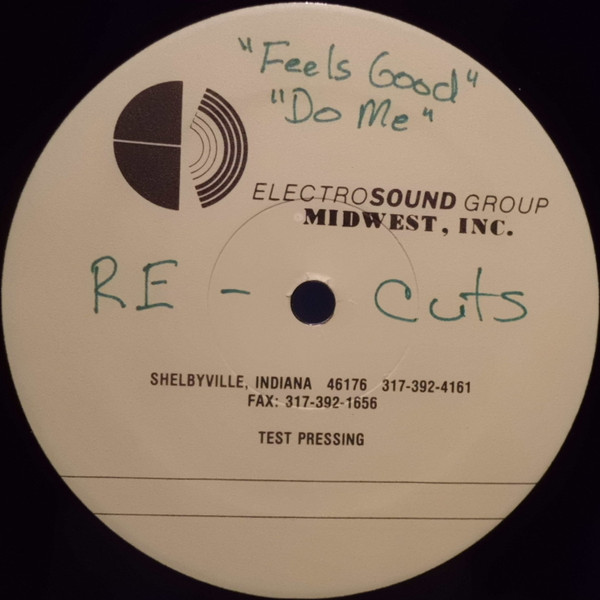 "Feels Good"
"Do Me"
ELECTROSOUND GROUP
MIDWEST, INC.
RE - Cuts
SHELBYVILLE, INDIANA 46176 317-392-4161
FAX: 317-392-1656
TEST PRESSING